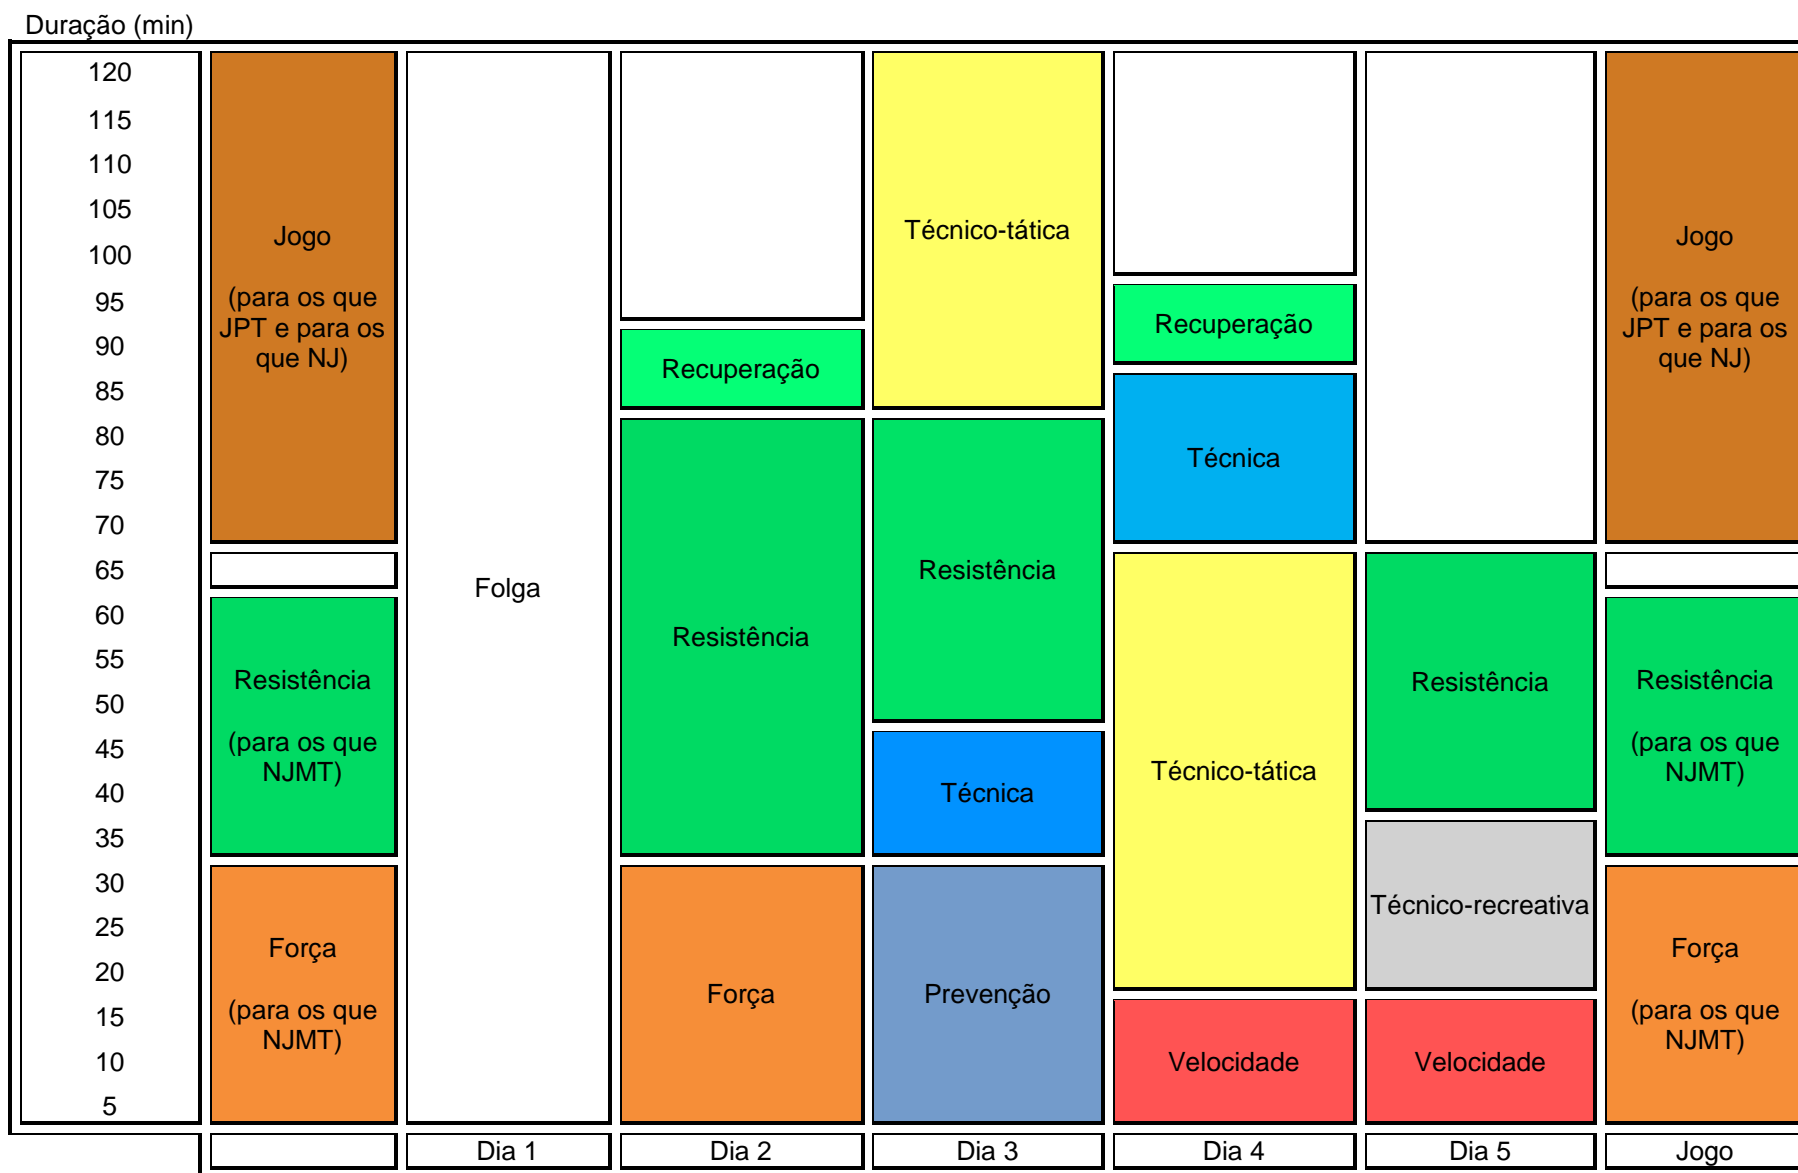 Duração (min)
120
115
110
105
100
95
90
85
80
75
70
65
60
55
50
45
40
35
30
25
20
15
10
5
Jogo
(para os que
JPT e para os
que NJ)
Resistência
(para os que
NJMT)
Força
(para os que
NJMT)
Folga
Dia 1
Recuperação
Resistência
Força
Dia 2
Técnico-tática
Resistência
Técnica
Prevenção
Dia 3
Recuperação
Técnica
Técnico-tática
Velocidade
Dia 4
Resistência
Técnico-recreativa
Velocidade
Dia 5
Jogo
(para os que
JPT e para os
que NJ)
Resistência
(para os que
NJMT)
Força
(para os que
NJMT)
Jogo